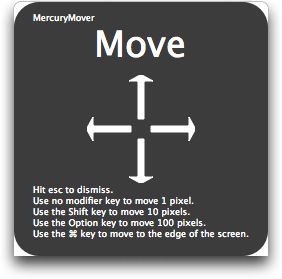 MercuryMover
Move
Hit esc to dismiss.
Use no modifier key to move 1 pixel.
Use the Shift key to move 10 pixels.
Use the Option key to move 100 pixels.
Use the ⌘ key to move to the edge of the screen.